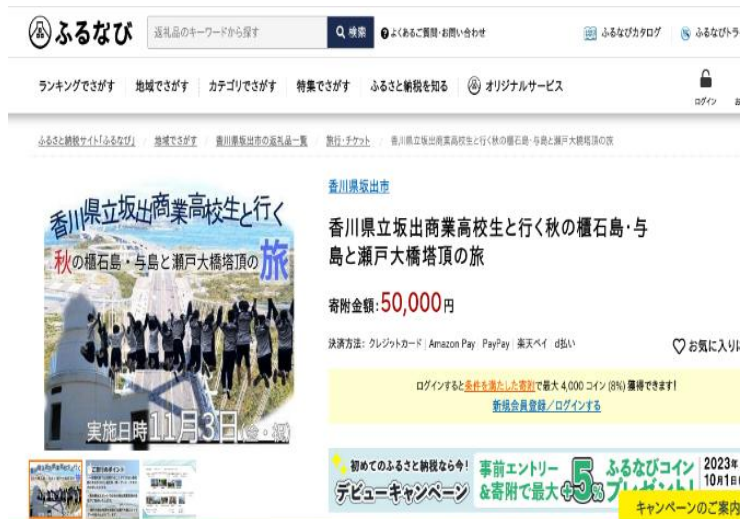 ふるなび
返礼品のキーワードから探す
検索
よくあるご質問・お問い合わせ
ふるなびカタログ
ふるなびトラ
ランキングでさがす
地域でさがす
カテゴリでさがす
特集でさがす
ふるさと納税を知る
オリジナルサービス
ログイン
ふるさと納税サイト「ふるなび」
地域でさがす
香川県坂出市の返礼品一覧
旅行・チケット
香川県立坂出商業高校生と行く秋の櫃石島・与島と瀬戸大橋塔頂の旅
香川県立坂出商業高校生と行く
秋の櫃石島・与島と瀬戸大橋塔頂の旅
実施日時11月3日(金・祝)
香川県坂出市
香川県立坂出商業高校生と行く秋の櫃石島・与
島と瀬戸大橋塔頂の旅
寄附金額:50,000円
決済方法: クレジットカード Amazon Pay PayPay 楽天ペイ d払い
お気に入りに
ログインすると条件を満たした寄附で最大 4,000 コイン (8%) 獲得できます!
新規会員登録/ログインする
初めてのふるさと納税なら今!
デビューキャンペーン
事前エントリー
&寄附で最大+5%
ふるなびコイン
プレゼント!
2023年
10月1日
キャンペーンのご案内